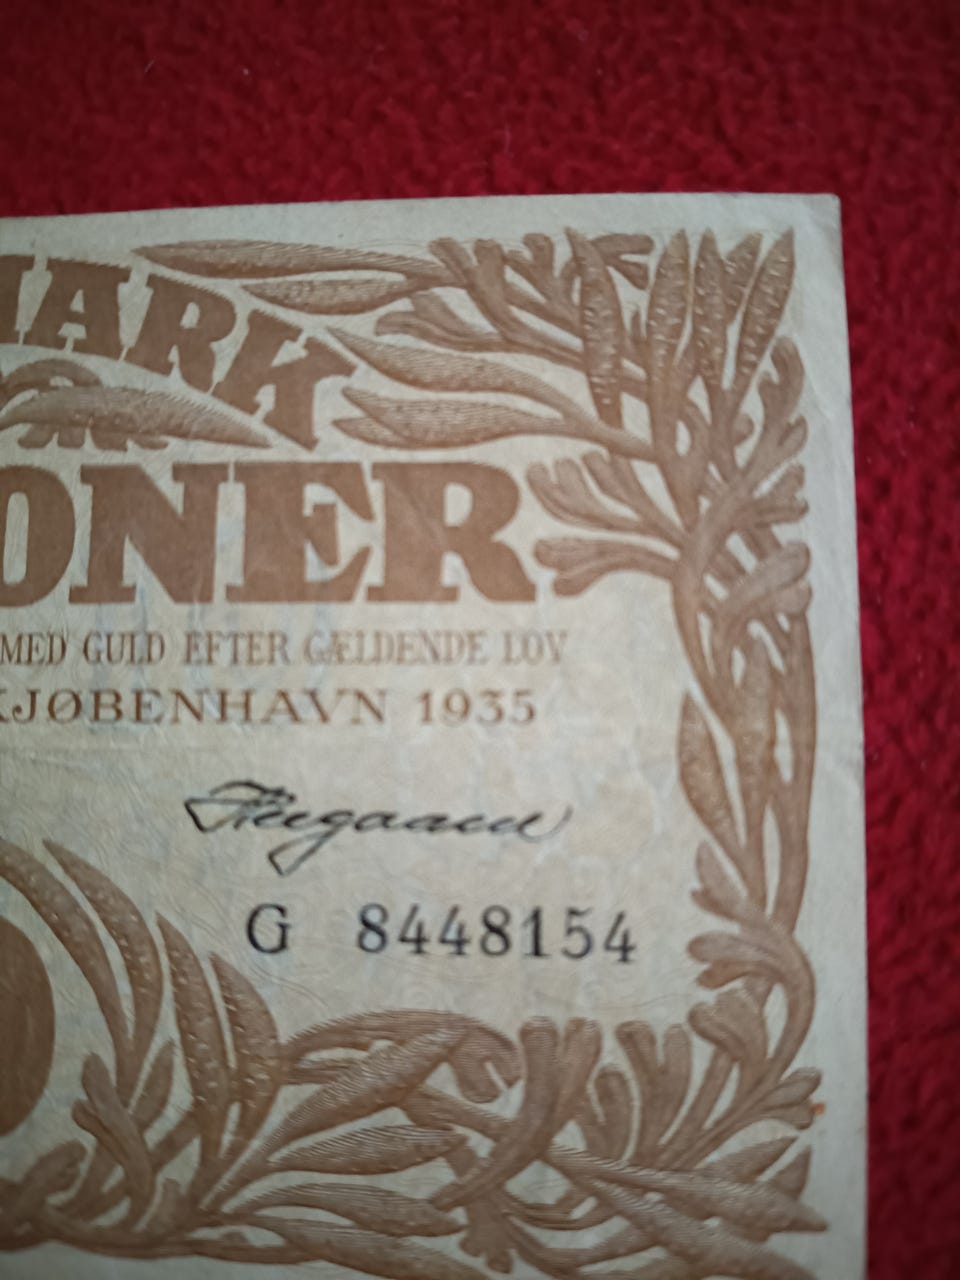 MARK
ONER
MED GULD EFTER GÆLDENDE LOV
KJØBENHAVN 1935
G 8448154